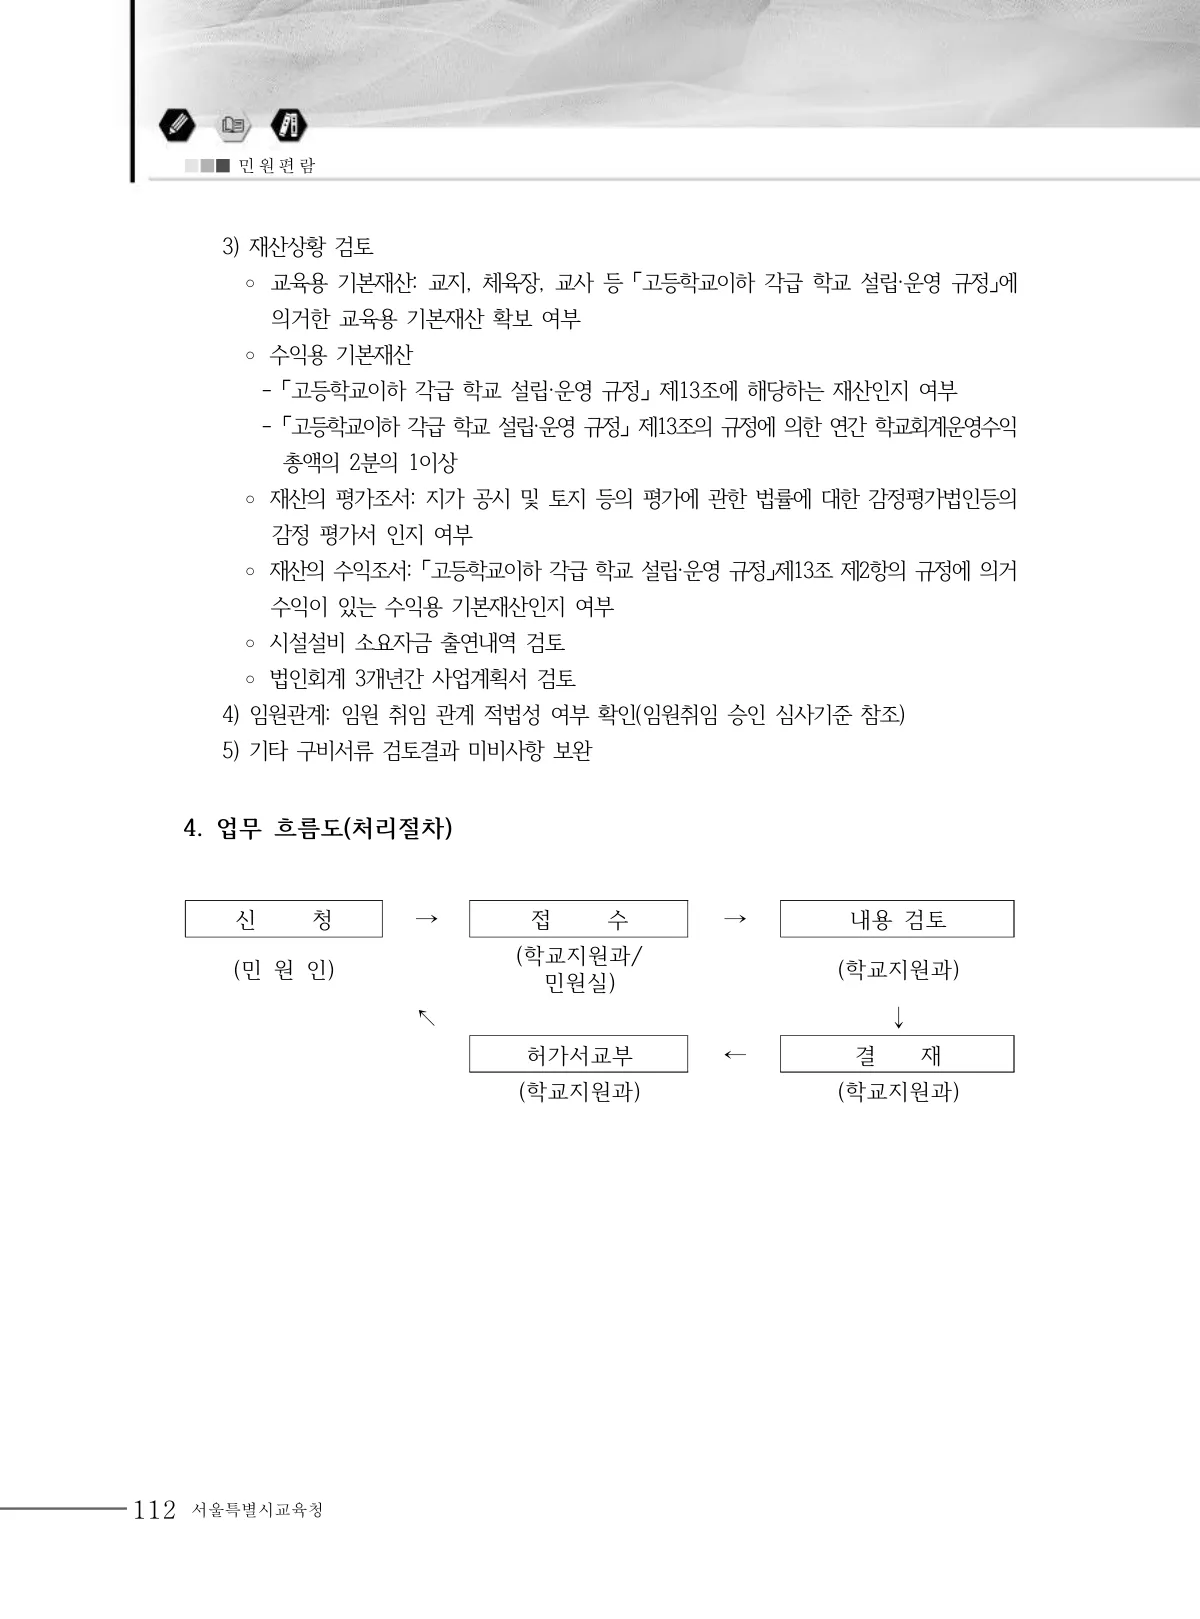 민원편람
3) 재산상황 검토
◦ 교육용 기본재산: 교지, 체육장, 교사 등 「고등학교이하 각급 학교 설립·운영 규정」에
의거한 교육용 기본재산 확보 여부
◦ 수익용 기본재산
- 「고등학교이하 각급 학교 설립·운영 규정」 제13조에 해당하는 재산인지 여부
- 「고등학교이하 각급 학교 설립·운영 규정」 제13조의 규정에 의한 연간 학교회계운영수익
총액의 2분의 1이상
◦ 재산의 평가조서: 지가 공시 및 토지 등의 평가에 관한 법률에 대한 감정평가법인등의
감정 평가서 인지 여부
◦ 재산의 수익조서: 「고등학교이하 각급 학교 설립·운영 규정」제13조 제2항의 규정에 의거
수익이 있는 수익용 기본재산인지 여부
◦ 시설설비 소요자금 출연내역 검토
◦ 법인회계 3개년간 사업계획서 검토
4) 임원관계: 임원 취임 관계 적법성 여부 확인(임원취임 승인 심사기준 참조)
5) 기타 구비서류 검토결과 미비사항 보완
4. 업무 흐름도(처리절차)
신 청 → 접 수 → 내용 검토
(민 원 인) (학교지원과/ (학교지원과)
민원실)
↖ ↓
허가서교부 ← 결 재
(학교지원과) (학교지원과)
112 서울특별시교육청